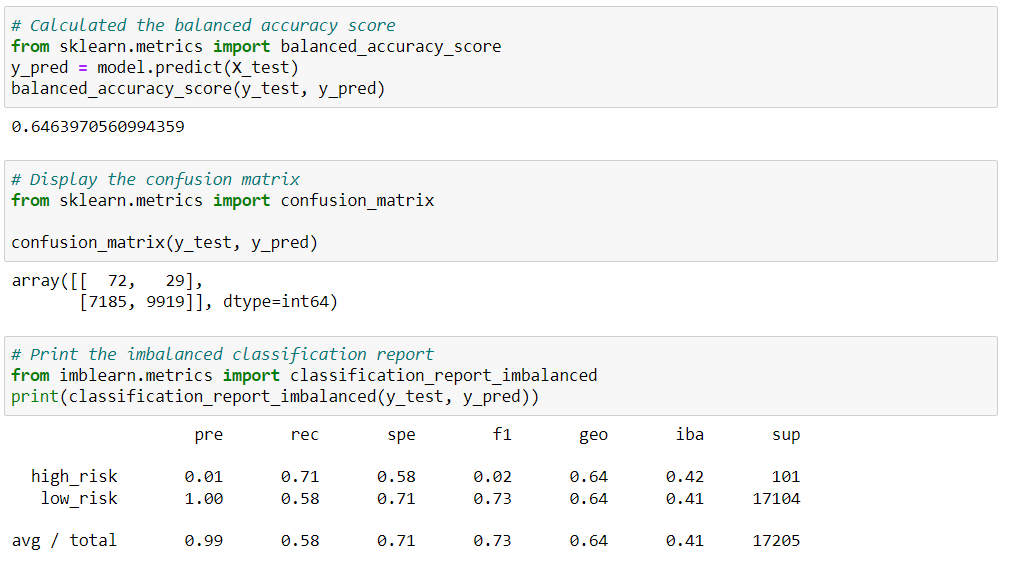 # Calculated the balanced accuracy score
from sklearn.metrics import balanced_accuracy_score
y_pred = model.predict(X_test)
balanced_accuracy_score(y_test, y_pred)
0.6463970560994359
# Display the confusion matrix
from sklearn.metrics import confusion_matrix
confusion_matrix(y_test, y_pred)
array([[  72,   29],
       [7185, 9919]], dtype=int64)
# Print the imbalanced classification report
from imblearn.metrics import classification_report_imbalanced
print(classification_report_imbalanced(y_test, y_pred))
pre rec spe f1 geo iba sup
high_risk 0.01 0.71 0.58 0.02 0.64 0.42 101
low_risk 1.00 0.58 0.71 0.73 0.64 0.41 17104
avg / total 0.99 0.58 0.71 0.73 0.64 0.41 17205